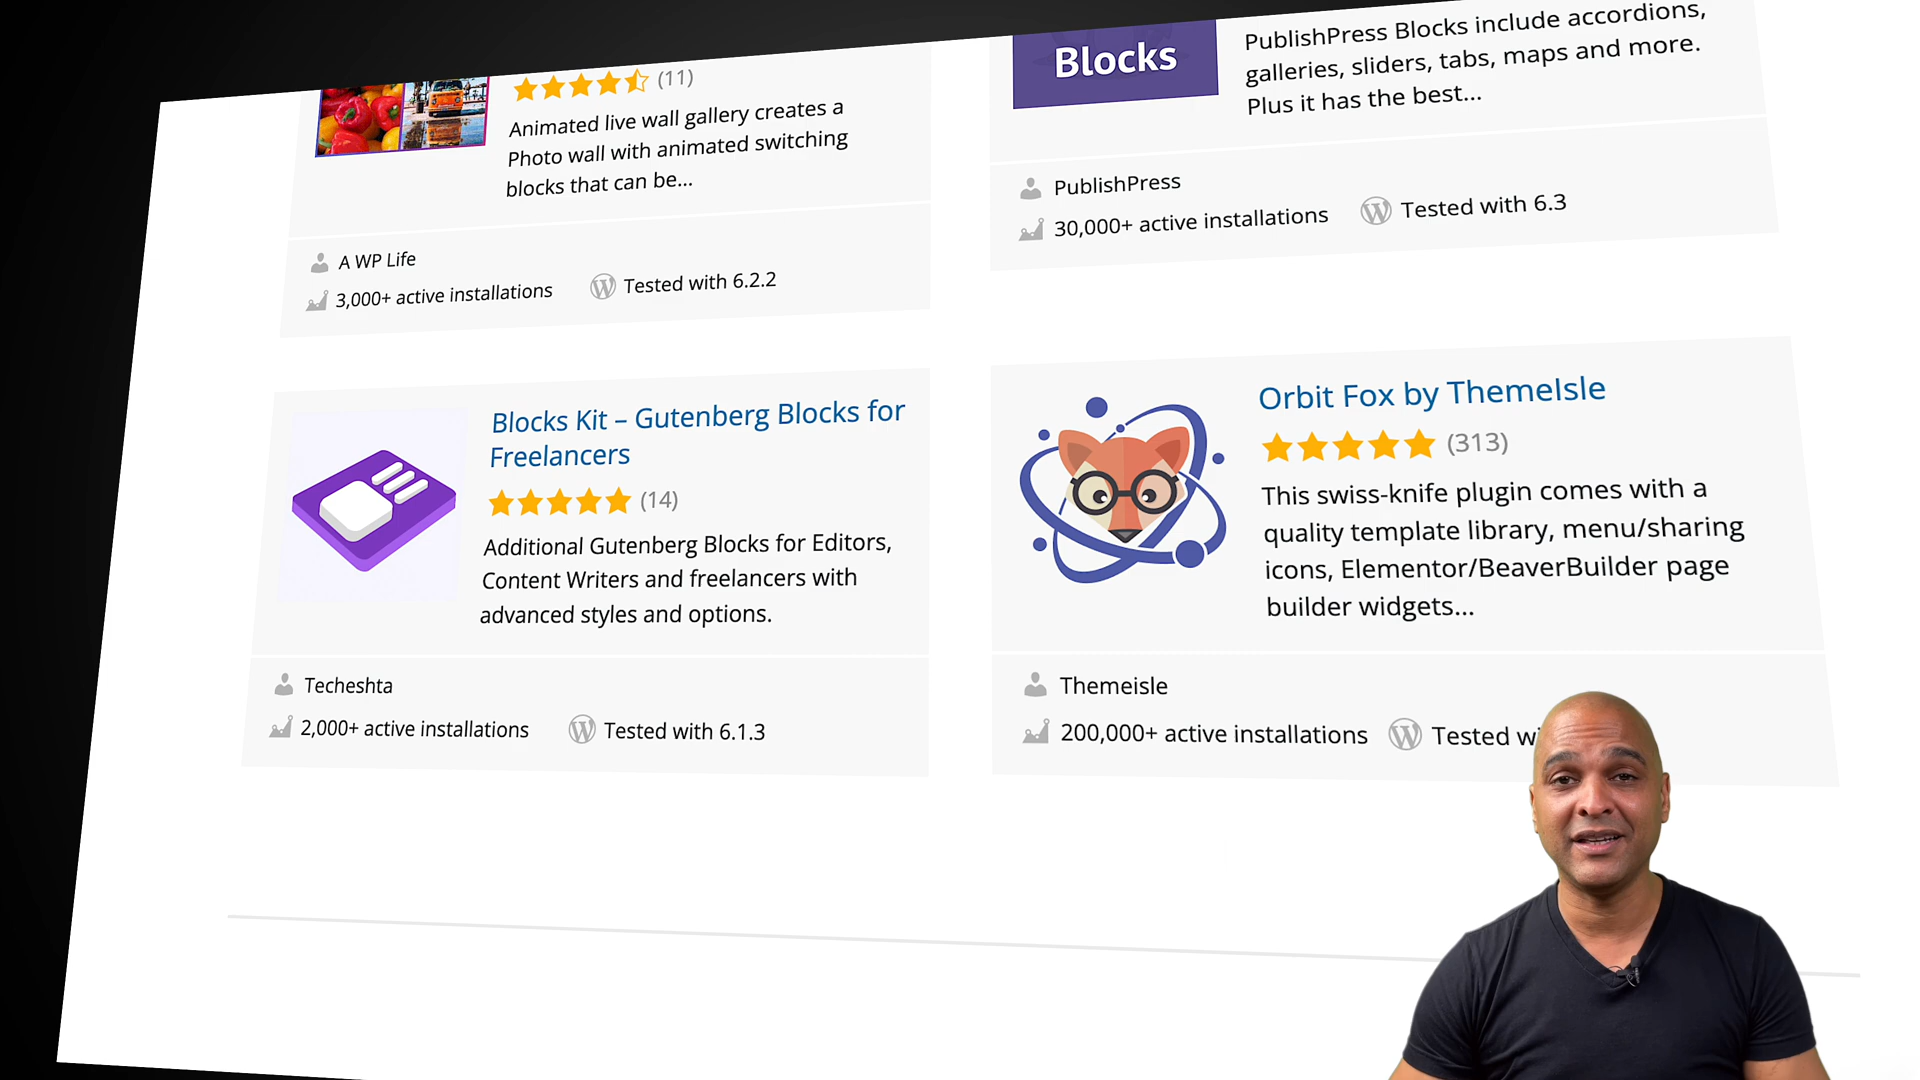 (11)
Animated live wall gallery creates a
Photo wall with animated switching
blocks that can be...
A WP Life
3,000+ active installations
Tested with 6.2.2
Blocks
PublishPress Blocks include accordions,
galleries, sliders, tabs, maps and more.
Plus it has the best...
PublishPress
30,000+ active installations
Tested with 6.3
Blocks Kit – Gutenberg Blocks for
Freelancers
(14)
Additional Gutenberg Blocks for Editors,
Content Writers and freelancers with
advanced styles and options.
Techeshta
2,000+ active installations
Tested with 6.1.3
Orbit Fox by ThemeIsle
(313)
This swiss-knife plugin comes with a
quality template library, menu/sharing
icons, Elementor/BeaverBuilder page
builder widgets...
Themeisle
200,000+ active installations
Tested